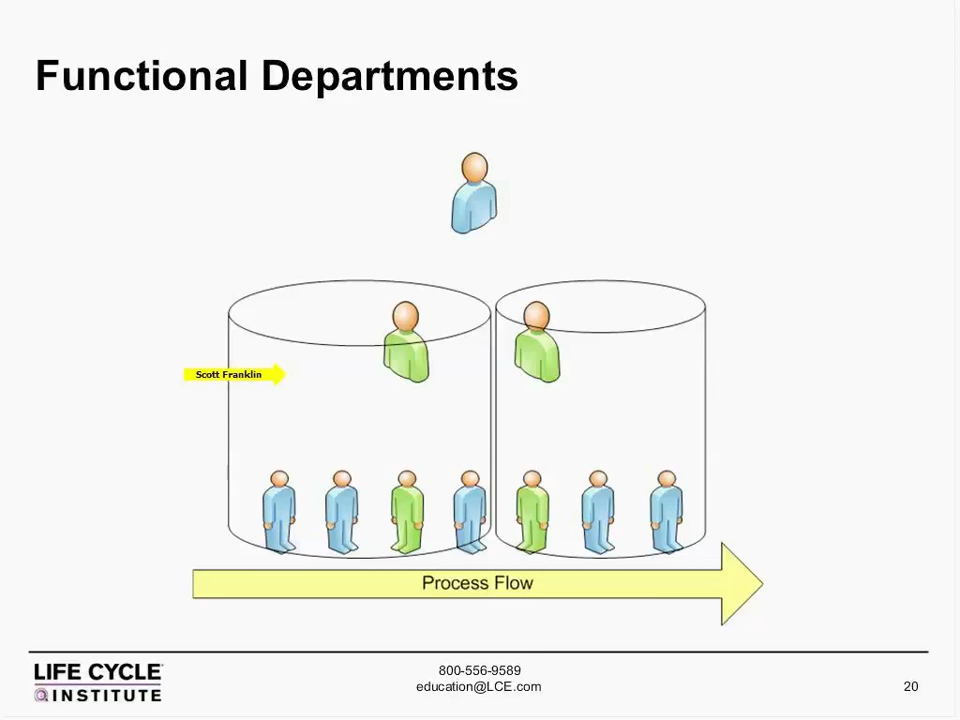 Functional Departments
Scott Franklin
Process Flow
LIFE CYCLE
INSTITUTE
800-556-9589
education@LCE.com
20